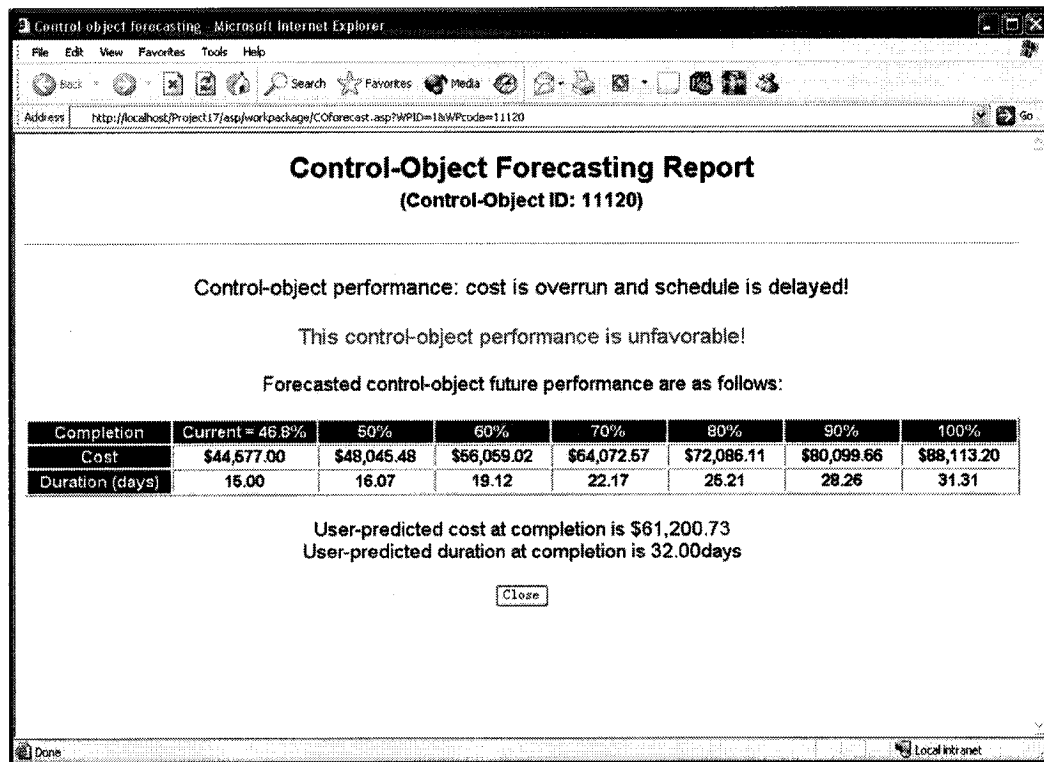 Control object forecasting - Microsoft Internet Explorer
File Edit View Favorites Tools Help
Back Search Favorites Media
Address http://localhost/Project17/asp/workpackage/COforecast.asp?WPID=1&WPcode=11120 Go
Control-Object Forecasting Report
(Control-Object ID: 11120)
Control-object performance: cost is overrun and schedule is delayed!
This control-object performance is unfavorable!
Forecasted control-object future performance are as follows:
Completion Current = 46.8% 50% 60% 70% 80% 90% 100%
Cost $44,677.00 $48,045.48 $56,059.02 $64,072.57 $72,086.11 $80,099.66 $88,113.20
Duration (days) 15.00 16.07 19.12 22.17 25.21 28.26 31.31
User-predicted cost at completion is $61,200.73
User-predicted duration at completion is 32.00days
Close
Done Local intranet